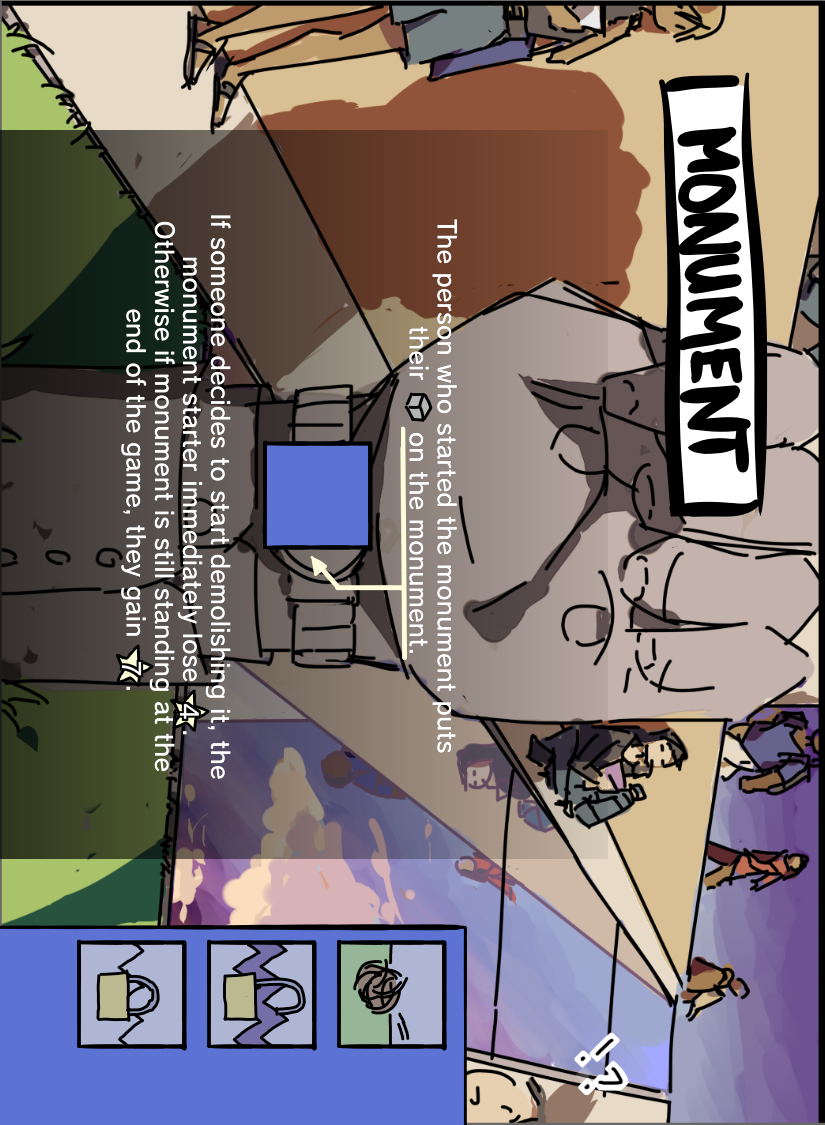 MONUMENT
The person who started the monument puts
their on the monument.
If someone decides to start demolishing it, the
monument starter immediately lose 4.
Otherwise if monument is still standing at the
end of the game, they gain 7.
!?